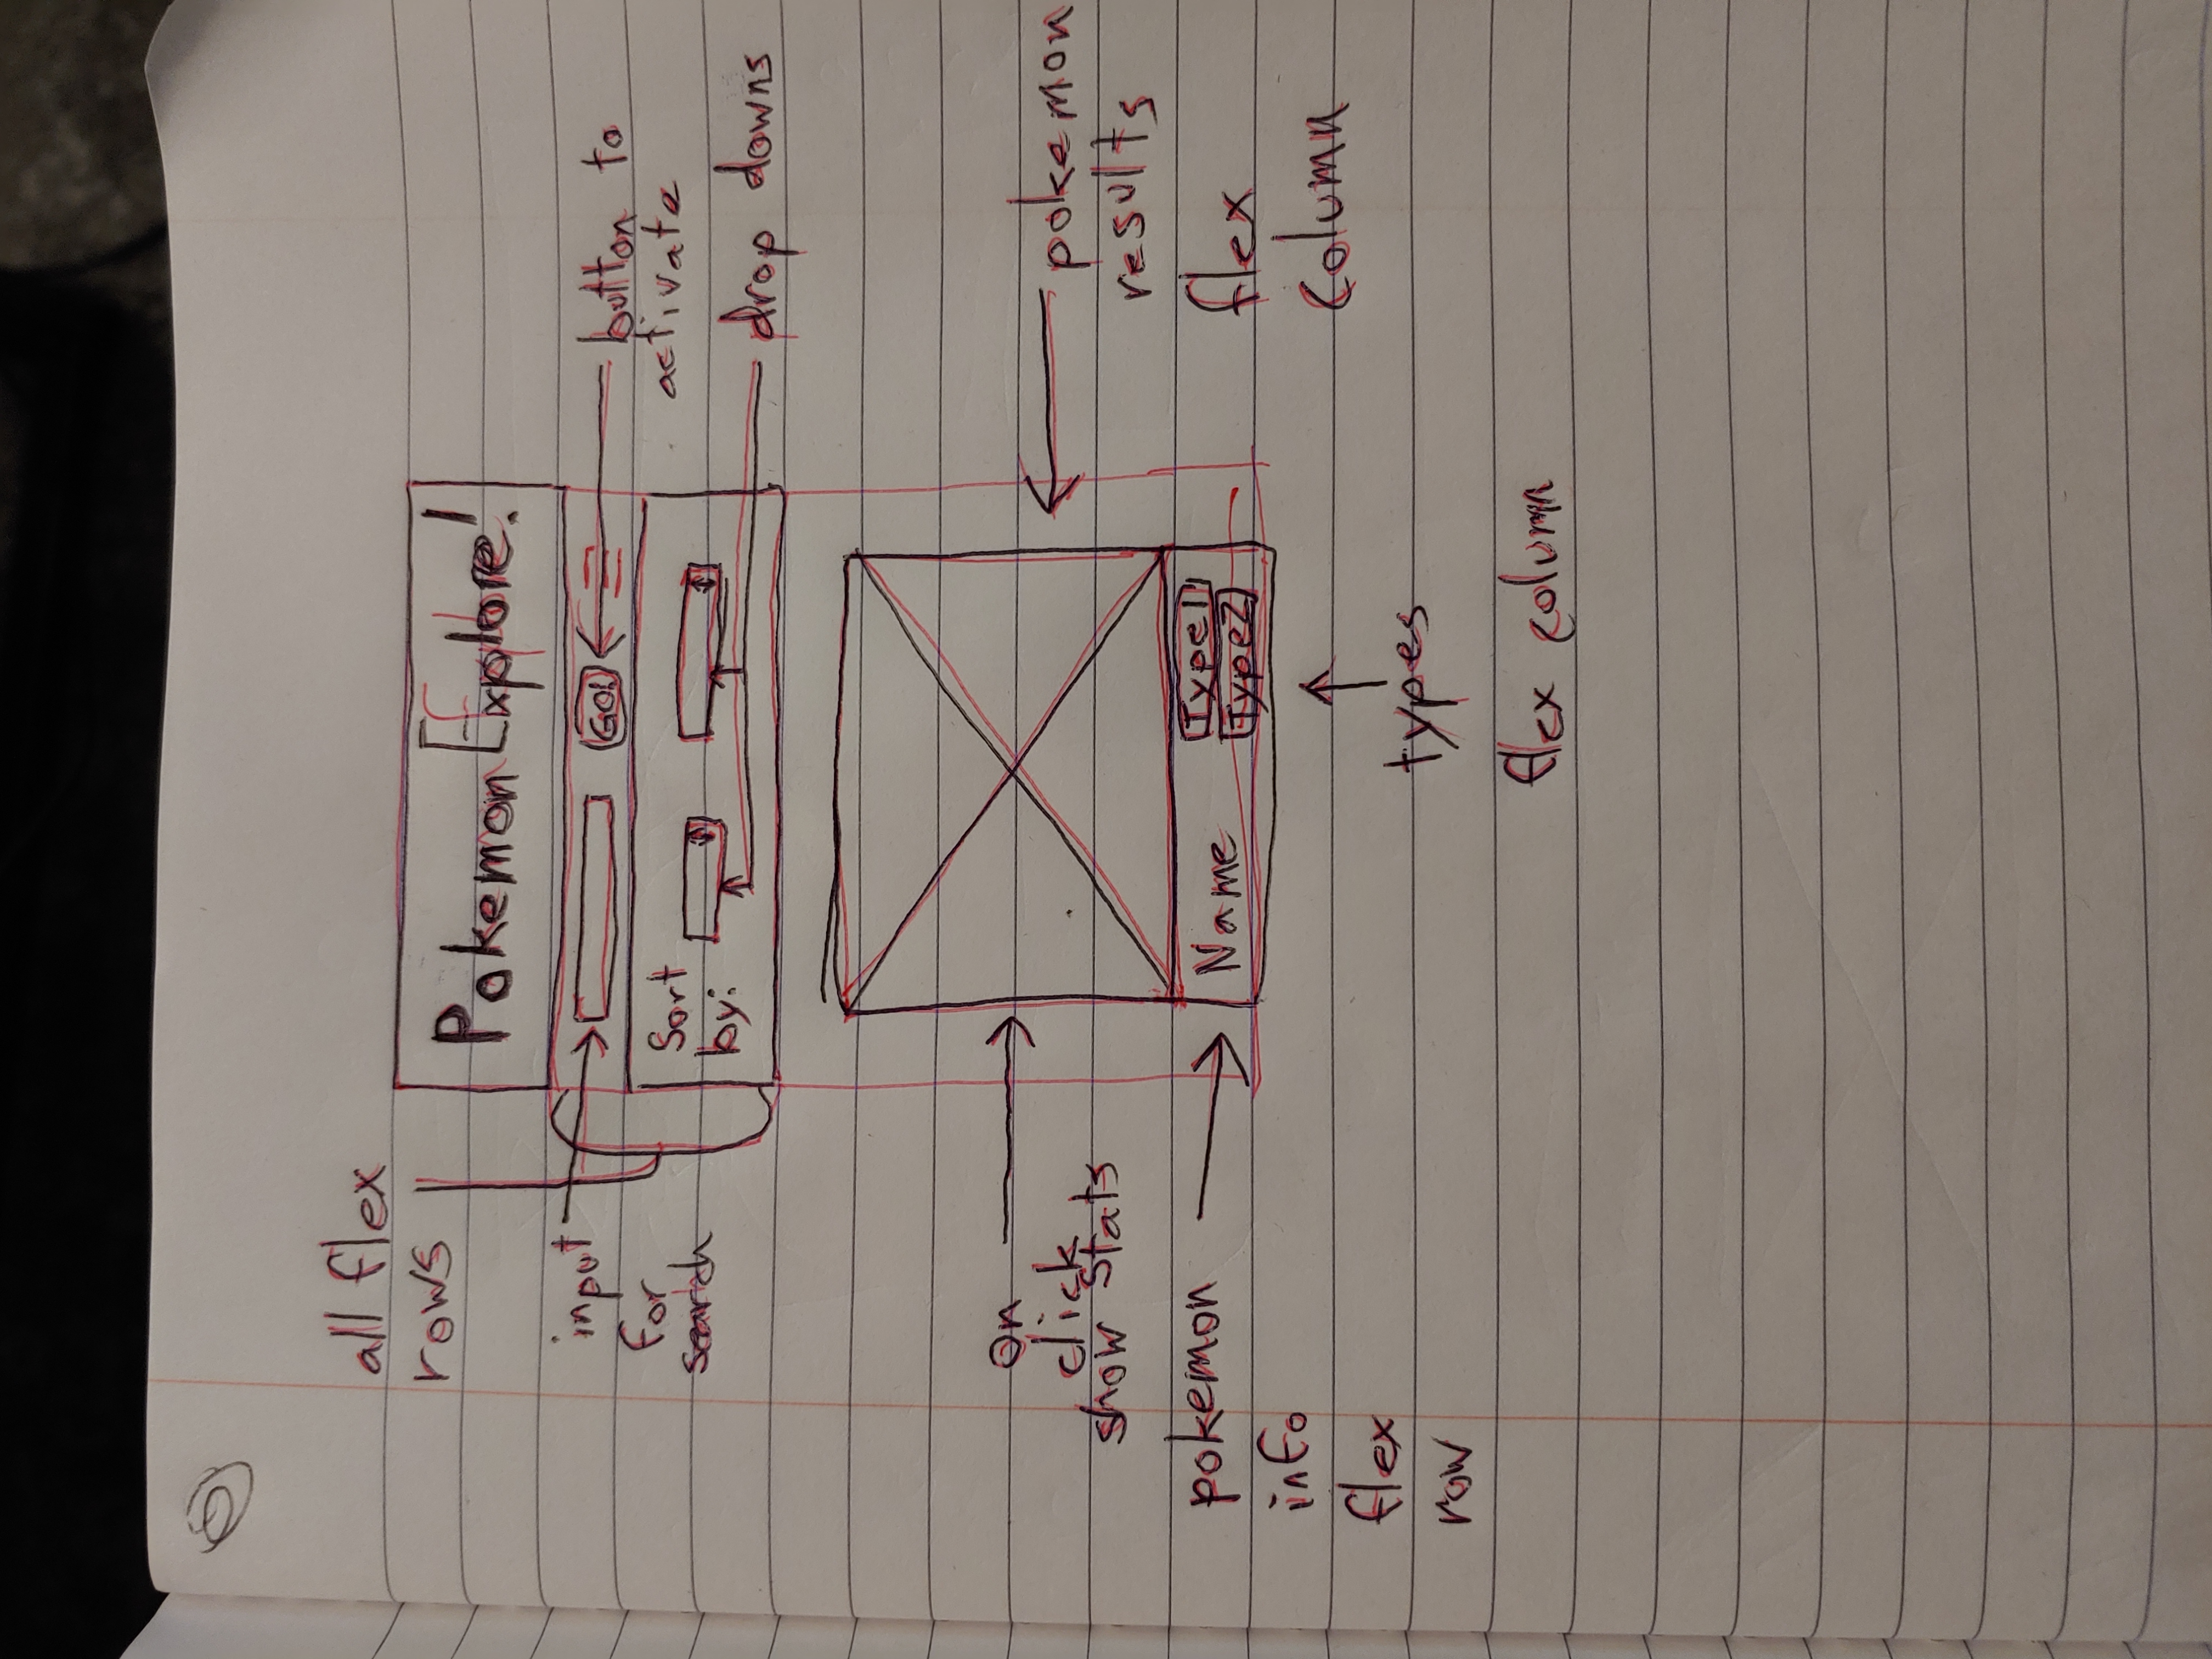 all flex
rows
Pokemon Explore!
input
for
search
GO!
button to
activate
Sort
by:
drop downs
on
click
show stats
pokemon
results
flex
column
pokemon
info
flex
row
Name
Type1
Type2
types
flex column